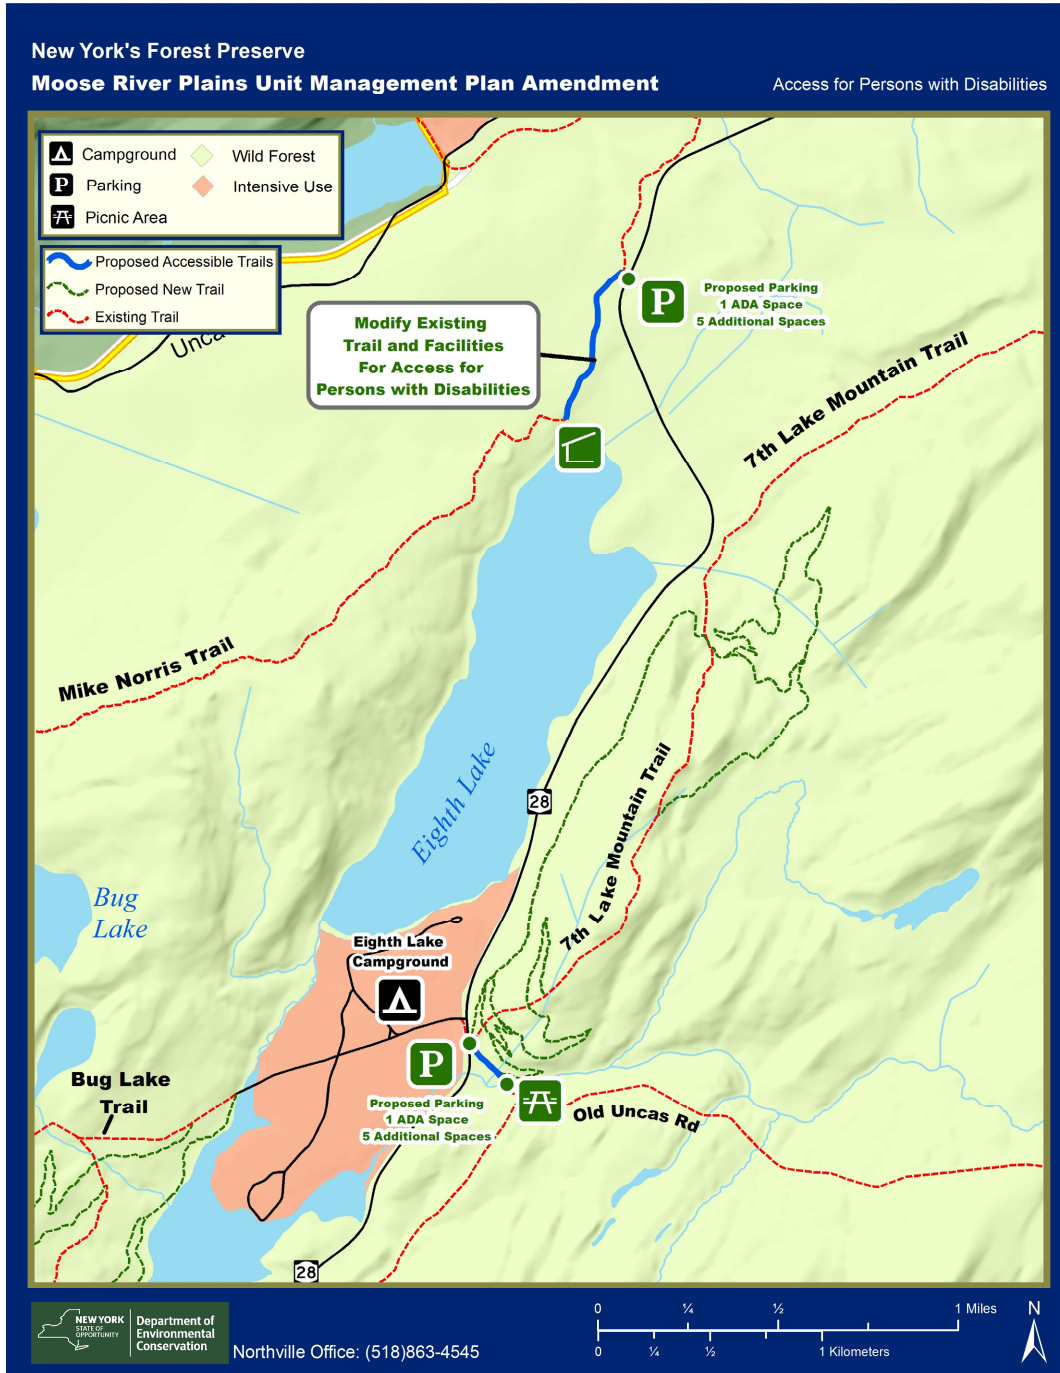 New York's Forest Preserve
Moose River Plains Unit Management Plan Amendment
Access for Persons with Disabilities
Campground
Wild Forest
P
Parking
Intensive Use
Picnic Area
Proposed Accessible Trails
Proposed New Trail
Existing Trail
Unca
P
Proposed Parking
1 ADA Space
5 Additional Spaces
Modify Existing
Trail and Facilities
For Access for
Persons with Disabilities
7th Lake Mountain Trail
Mike Norris Trail
Eighth Lake
28
7th Lake Mountain Trail
Bug
Lake
Eighth Lake
Campground
P
Bug Lake
Trail
Proposed Parking
1 ADA Space
5 Additional Spaces
Old Uncas Rd
28
NEW YORK
STATE OF
OPPORTUNITY
Department of
Environmental
Conservation
Northville Office: (518)863-4545
0 ¼ ½ 1 Miles
0 ¼ ½ 1 Kilometers
N